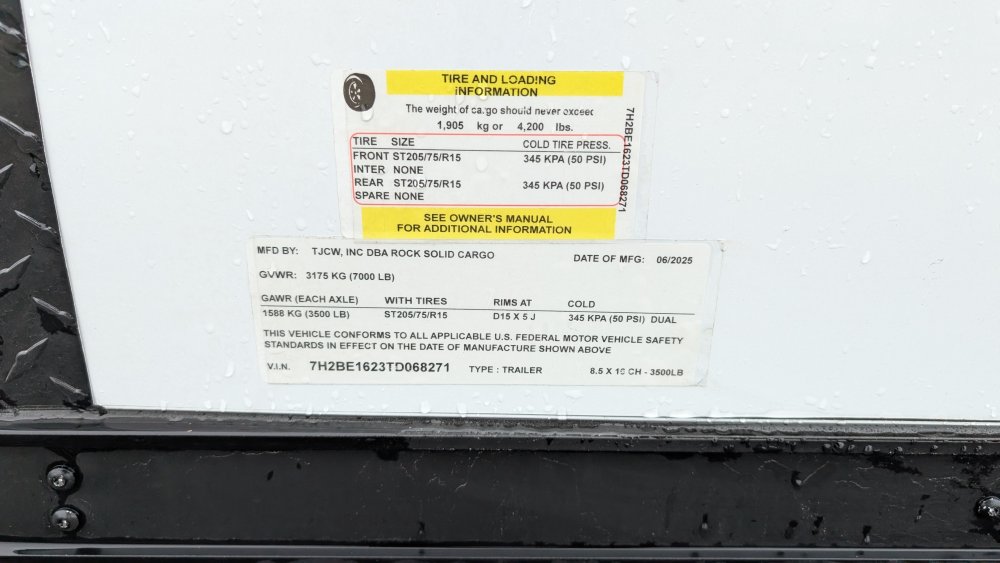 TIRE AND LOADING
INFORMATION
The weight of cargo should never exceed
1,905 kg or 4,200 lbs.
TIRE SIZE COLD TIRE PRESS.
FRONT ST205/75/R15 345 KPA (50 PSI)
INTER NONE
REAR ST205/75/R15 345 KPA (50 PSI)
SPARE NONE
7H2BE1623TD068271
SEE OWNER'S MANUAL
FOR ADDITIONAL INFORMATION
MFD BY: TJCW, INC DBA ROCK SOLID CARGO DATE OF MFG: 06/2025
GVWR: 3175 KG (7000 LB)
GAWR (EACH AXLE) WITH TIRES RIMS AT COLD
1588 KG (3500 LB) ST205/75/R15 D15 X 5 J 345 KPA (50 PSI) DUAL
THIS VEHICLE CONFORMS TO ALL APPLICABLE U.S. FEDERAL MOTOR VEHICLE SAFETY
STANDARDS IN EFFECT ON THE DATE OF MANUFACTURE SHOWN ABOVE
V.I.N. 7H2BE1623TD068271 TYPE : TRAILER 8.5 X 16 CH - 3500LB